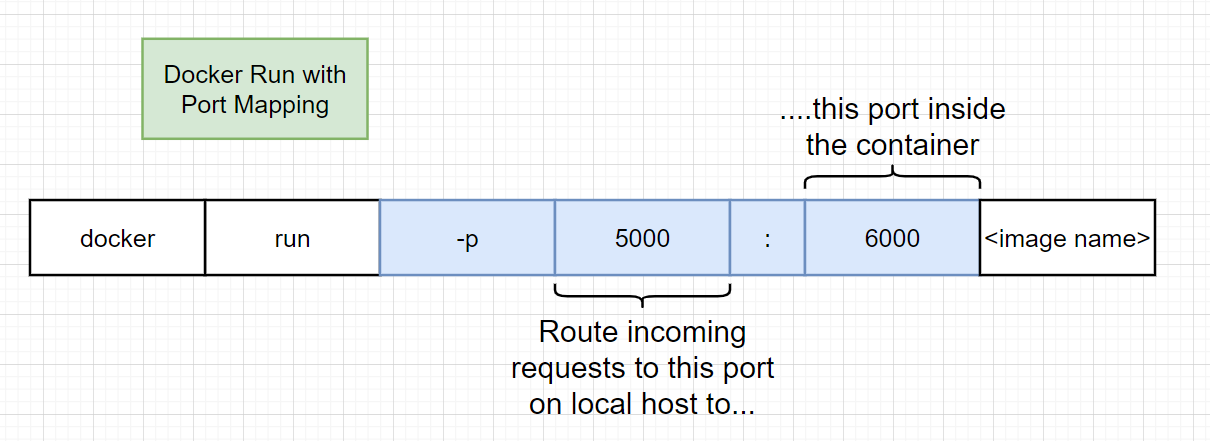 Docker Run with
Port Mapping
....this port inside
the container
docker run -p 5000 : 6000 <image name>
Route incoming
requests to this port
on local host to...